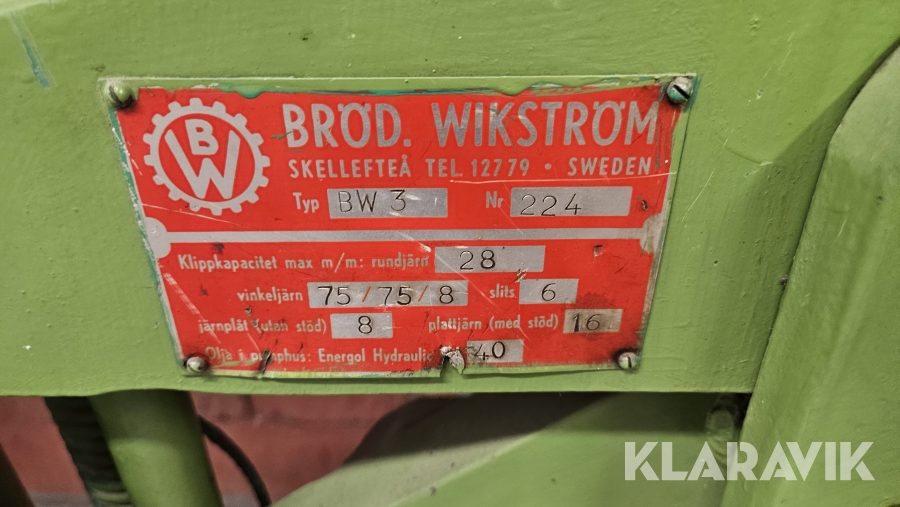 BW
BRÖD. WIKSTRÖM
SKELLEFTEÅ TEL. 12779 · SWEDEN
Typ BW 3 Nr 224
Klippkapacitet max m/m: rundjärn 28
vinkeljärn 75/75/8 slits 6
järnplåt (utan stöd) 8 plattjärn (med stöd) 16
Olja i pumphus: Energol Hydraulic 40
KLARAVIK